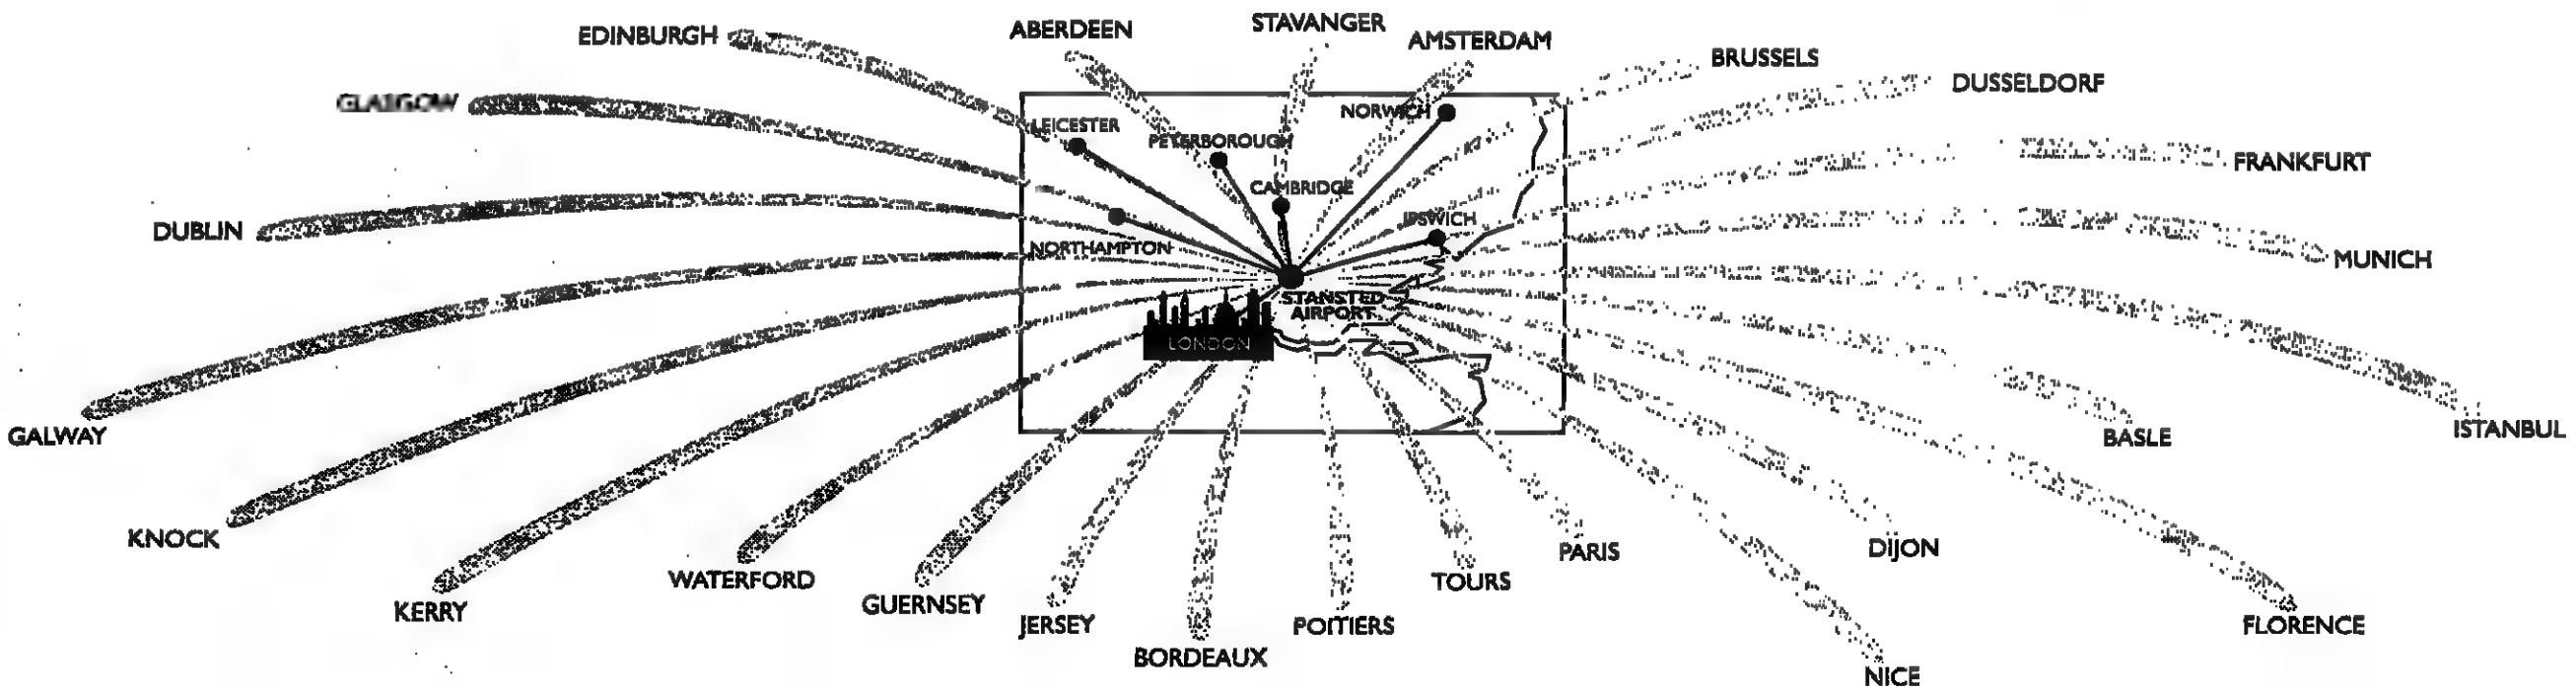 STAVANGER
ABERDEEN
EDINBURGH
AMSTERDAM
BRUSSELS
DUSSELDORF
GLASGOW
NORWICH
LEICESTER
PETERBOROUGH
FRANKFURT
CAMBRIDGE
IPSWICH
DUBLIN
NORTHAMPTON
MUNICH
STANSTED
AIRPORT
LONDON
GALWAY
BASLE
ISTANBUL
KNOCK
DIJON
PARIS
WATERFORD
TOURS
GUERNSEY
KERRY
JERSEY
POITIERS
FLORENCE
BORDEAUX
NICE